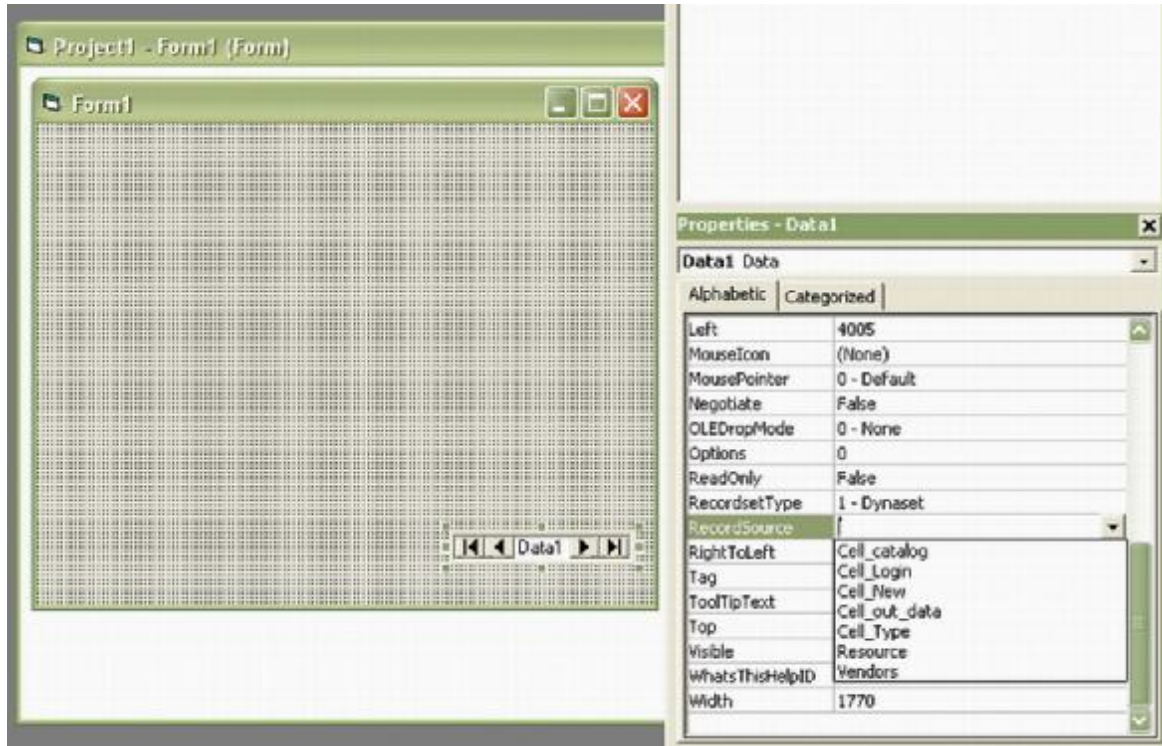 Project1 - Form1 (Form)
Form1
Data1
Properties - Data1
Data1 Data
Alphabetic Categorized
Left 4005
MouseIcon (None)
MousePointer 0 - Default
Negotiate False
OLEDropMode 0 - None
Options 0
ReadOnly False
RecordsetType 1 - Dynaset
RecordSource
RightToLeft Cell_catalog
Cell_Login
Tag
Cell_New
ToolTipText Cell_out_data
Top Cell_Type
Visible Resource
WhatsThisHelpID Vendors
Width 1770